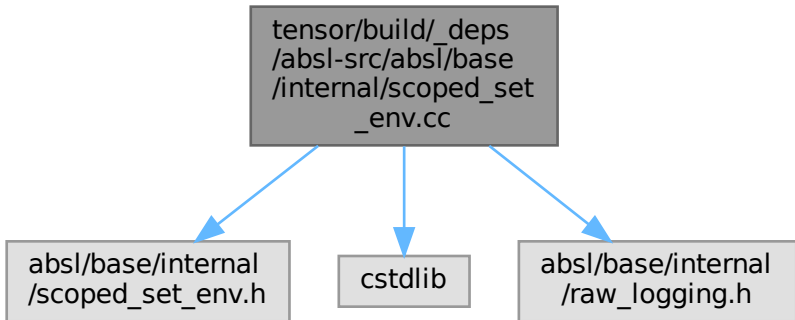 tensor/build/_deps
/absl-src/absl/base
/internal/scoped_set
_env.cc
absl/base/internal
/scoped_set_env.h
cstdlib
absl/base/internal
/raw_logging.h